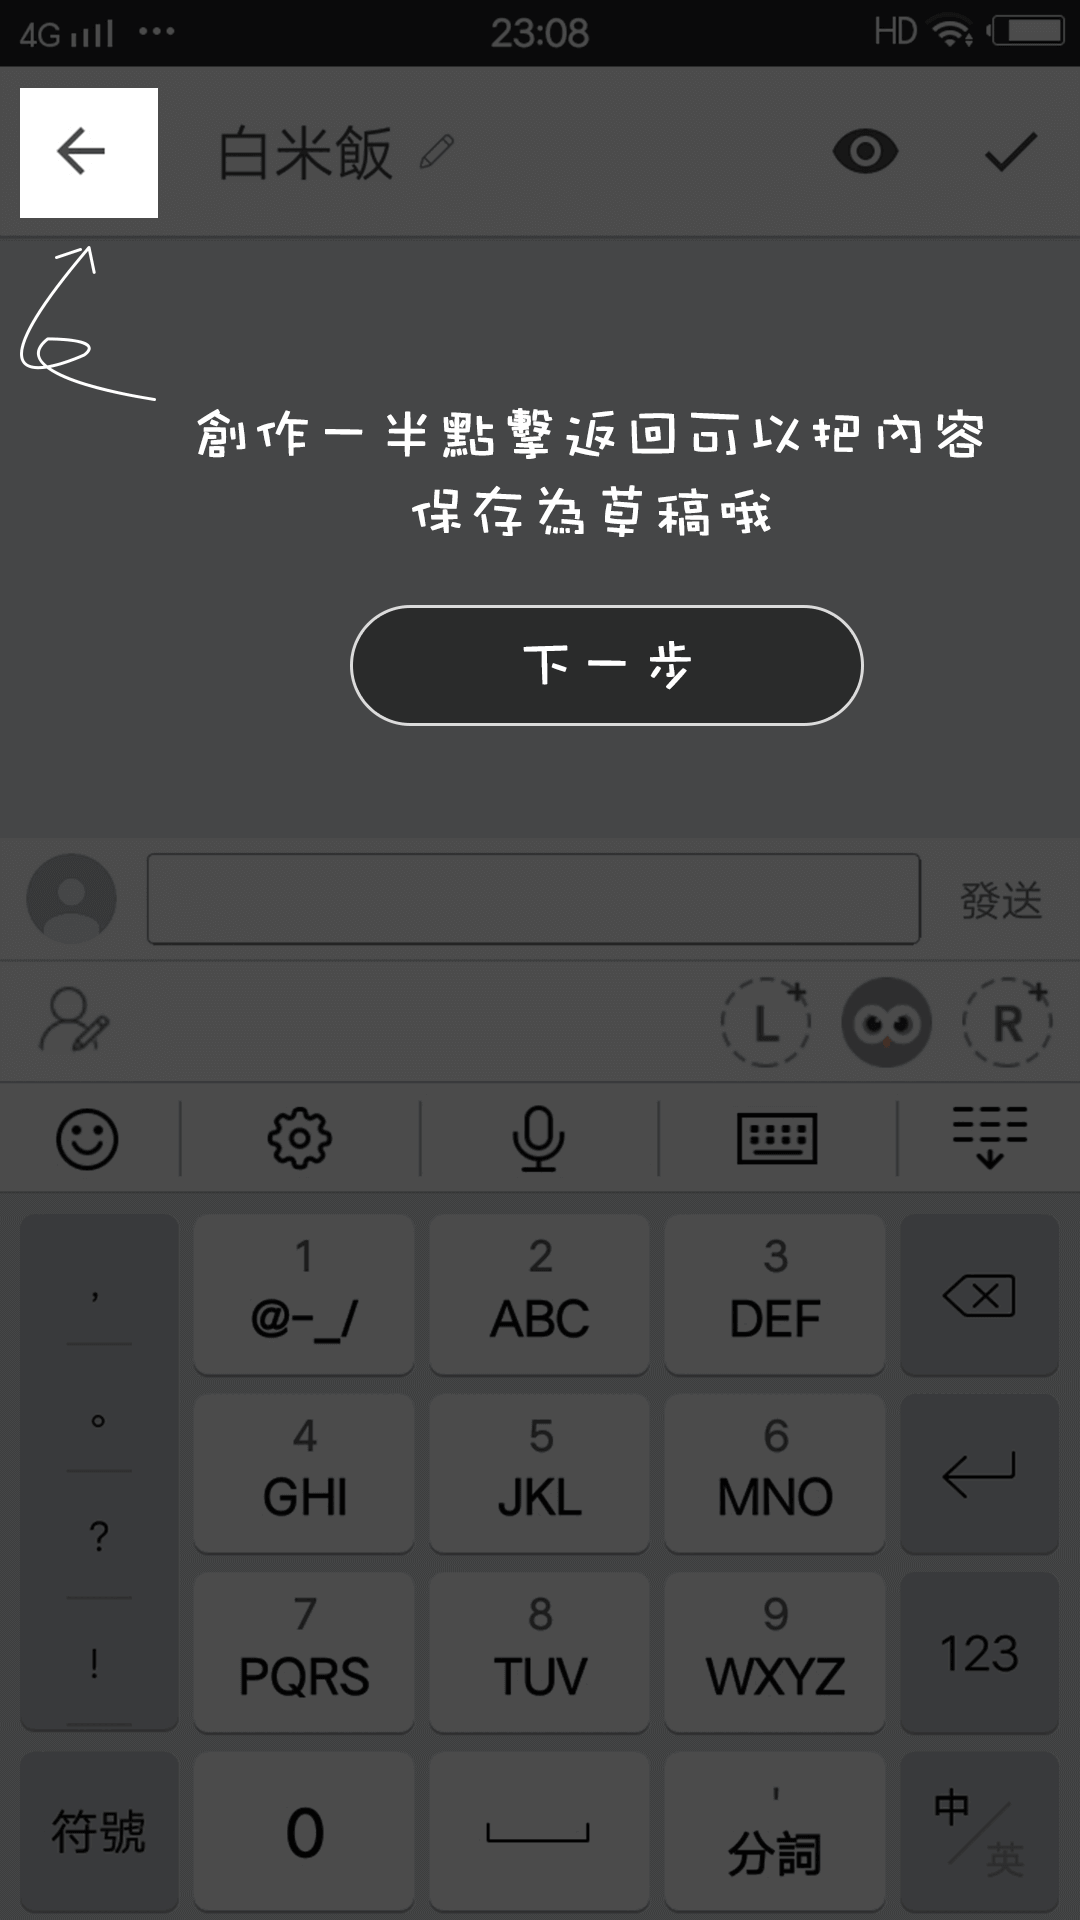 4G 23:08 HD
白米飯
創作一半點擊返回可以把內容
保存為草稿哦
下一步
發送
L R
, 1 2 3
@-_/ ABC DEF
。 4 5 6
GHI JKL MNO
? 7 8 9
! PQRS TUV WXYZ 123
符號 0 ' 分詞 中/英